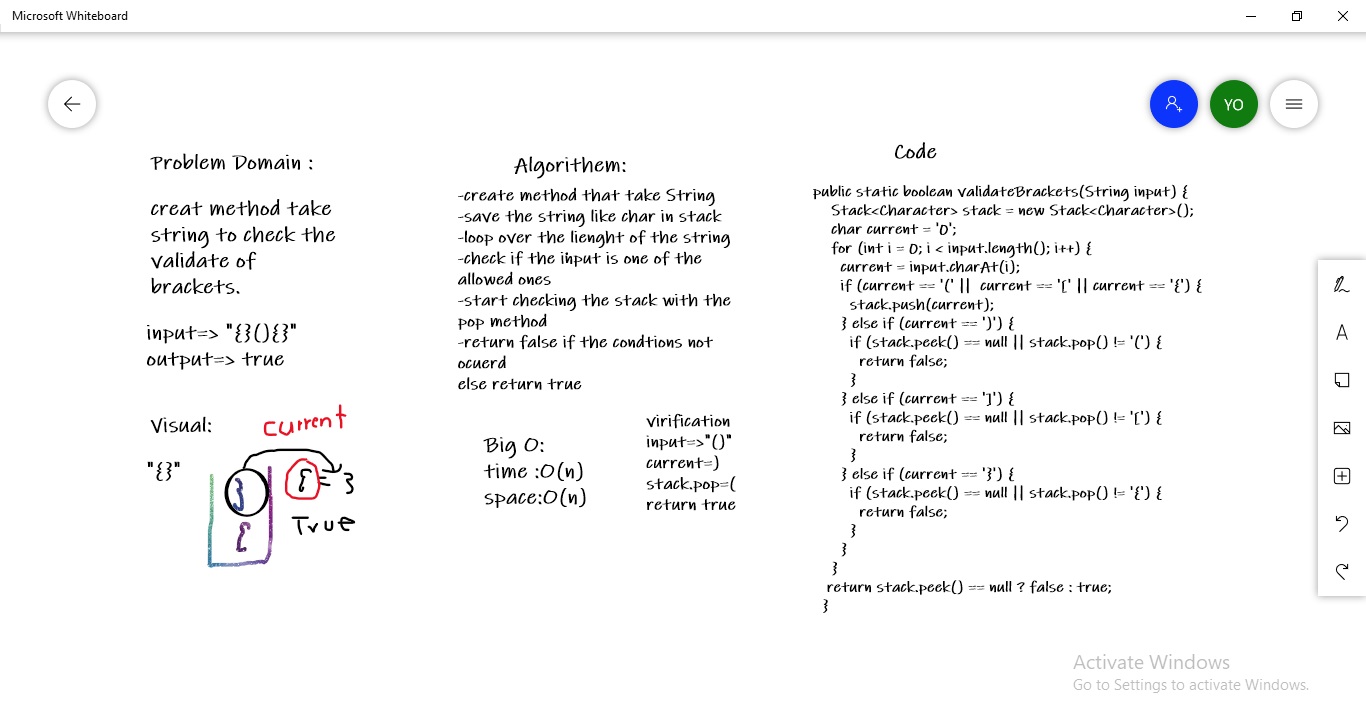 Microsoft Whiteboard
YO
Problem Domain :
creat method take
string to check the
validate of
brackets.
input=> "{}(){}"
output=> true
Visual:
current
"{}"
}
{
{ = }
True
Algorithem:
-create method that take String
-save the string like char in stack
-loop over the lienght of the string
-check if the input is one of the
allowed ones
-start checking the stack with the
pop method
-return false if the condtions not
ocuerd
else return true
Big O:
time :O(n)
space:O(n)
virification
input=>"()"
current=)
stack.pop=(
return true
Code
public static boolean validateBrackets(String input) {
Stack<Character> stack = new Stack<Character>();
char current = '0';
for (int i = 0; i < input.length(); i++) {
current = input.charAt(i);
if (current == '(' || current == '[' || current == '{') {
stack.push(current);
} else if (current == ')') {
if (stack.peek() == null || stack.pop() != '(') {
return false;
}
} else if (current == ']') {
if (stack.peek() == null || stack.pop() != '[') {
return false;
}
} else if (current == '}') {
if (stack.peek() == null || stack.pop() != '{') {
return false;
}
}
}
return stack.peek() == null ? false : true;
}
A
Activate Windows
Go to Settings to activate Windows.